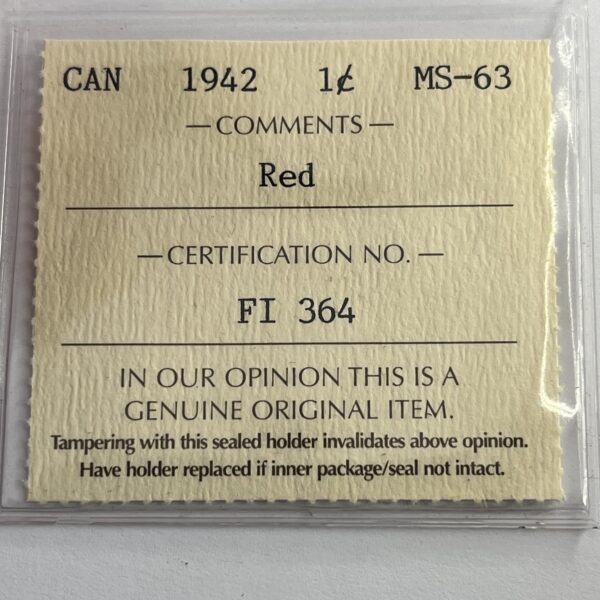 CAN 1942 1¢ MS-63
— COMMENTS —
Red
— CERTIFICATION NO. —
FI 364
IN OUR OPINION THIS IS A
GENUINE ORIGINAL ITEM.
Tampering with this sealed holder invalidates above opinion.
Have holder replaced if inner package/seal not intact.